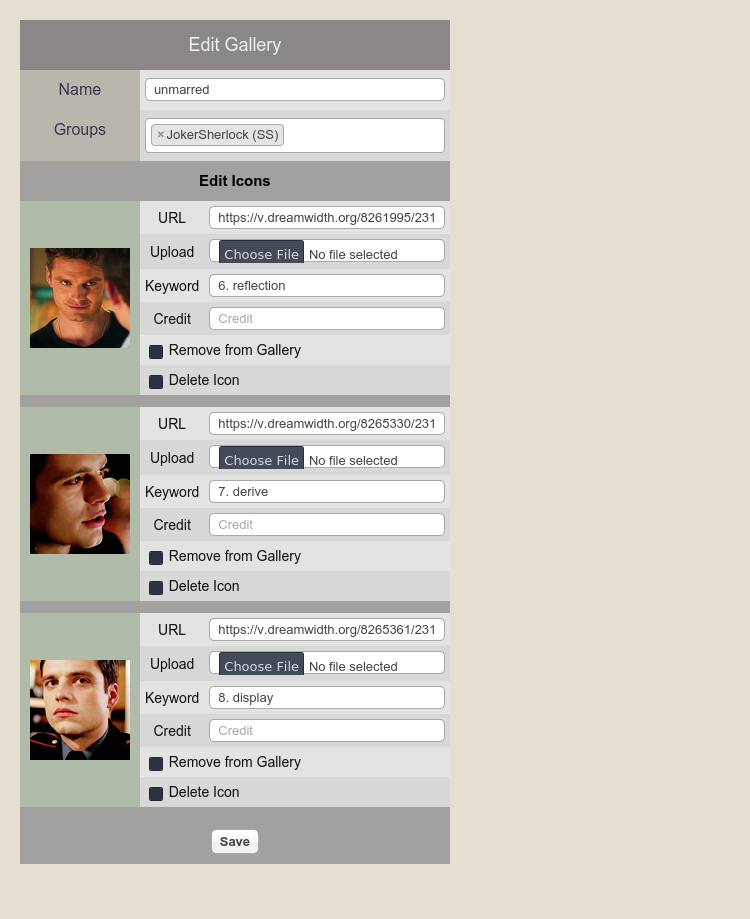 Edit Gallery
Name unmarred
Groups × JokerSherlock (SS)
Edit Icons
URL https://v.dreamwidth.org/8261995/231
Upload Choose File No file selected
Keyword 6. reflection
Credit Credit
Remove from Gallery
Delete Icon
URL https://v.dreamwidth.org/8265330/231
Upload Choose File No file selected
Keyword 7. derive
Credit Credit
Remove from Gallery
Delete Icon
URL https://v.dreamwidth.org/8265361/231
Upload Choose File No file selected
Keyword 8. display
Credit Credit
Remove from Gallery
Delete Icon
Save